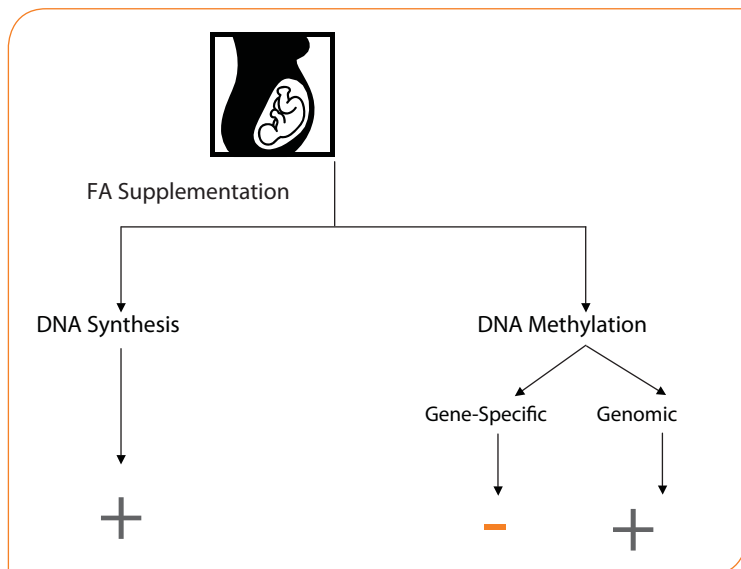 FA Supplementation
DNA Synthesis
DNA Methylation
Gene-Specific
Genomic
+
-
+